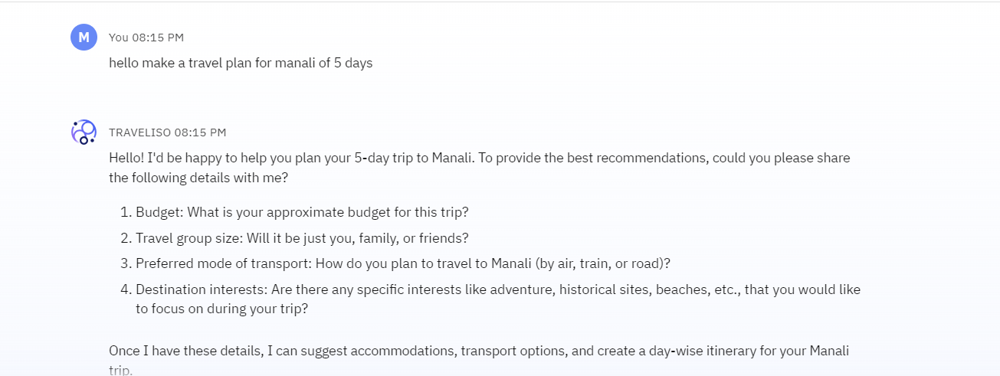 M
You 08:15 PM
hello make a travel plan for manali of 5 days
TRAVELISO 08:15 PM
Hello! I'd be happy to help you plan your 5-day trip to Manali. To provide the best recommendations, could you please share
the following details with me?
1. Budget: What is your approximate budget for this trip?
2. Travel group size: Will it be just you, family, or friends?
3. Preferred mode of transport: How do you plan to travel to Manali (by air, train, or road)?
4. Destination interests: Are there any specific interests like adventure, historical sites, beaches, etc., that you would like
to focus on during your trip?
Once I have these details, I can suggest accommodations, transport options, and create a day-wise itinerary for your Manali
trip.